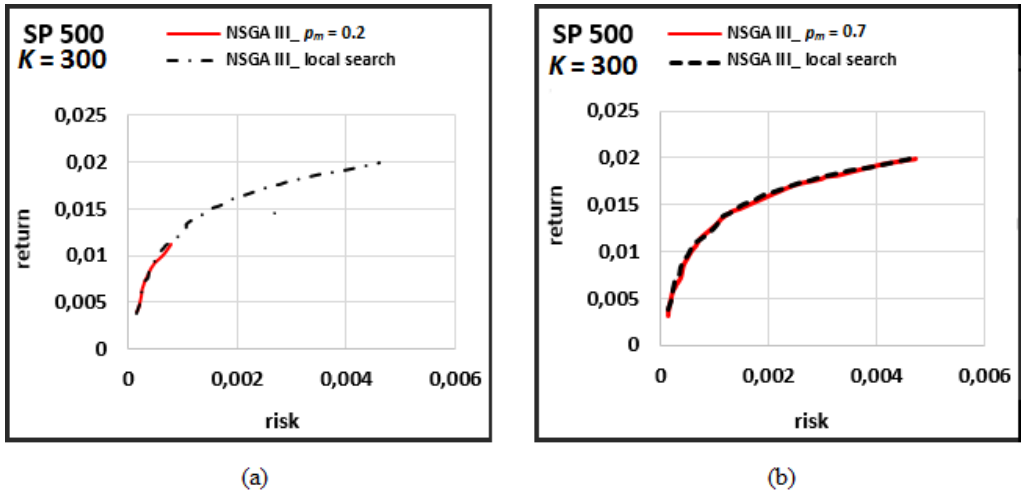 SP 500
K = 300
NSGA III_ pm = 0.2
NSGA III_ local search
0,025
0,02
0,015
0,01
0,005
0
0
0,002
0,004
0,006
return
risk
(a)
SP 500
K = 300
NSGA III_ pm = 0.7
NSGA III_ local search
0,025
0,02
0,015
0,01
0,005
0
0
0,002
0,004
0,006
return
risk
(b)